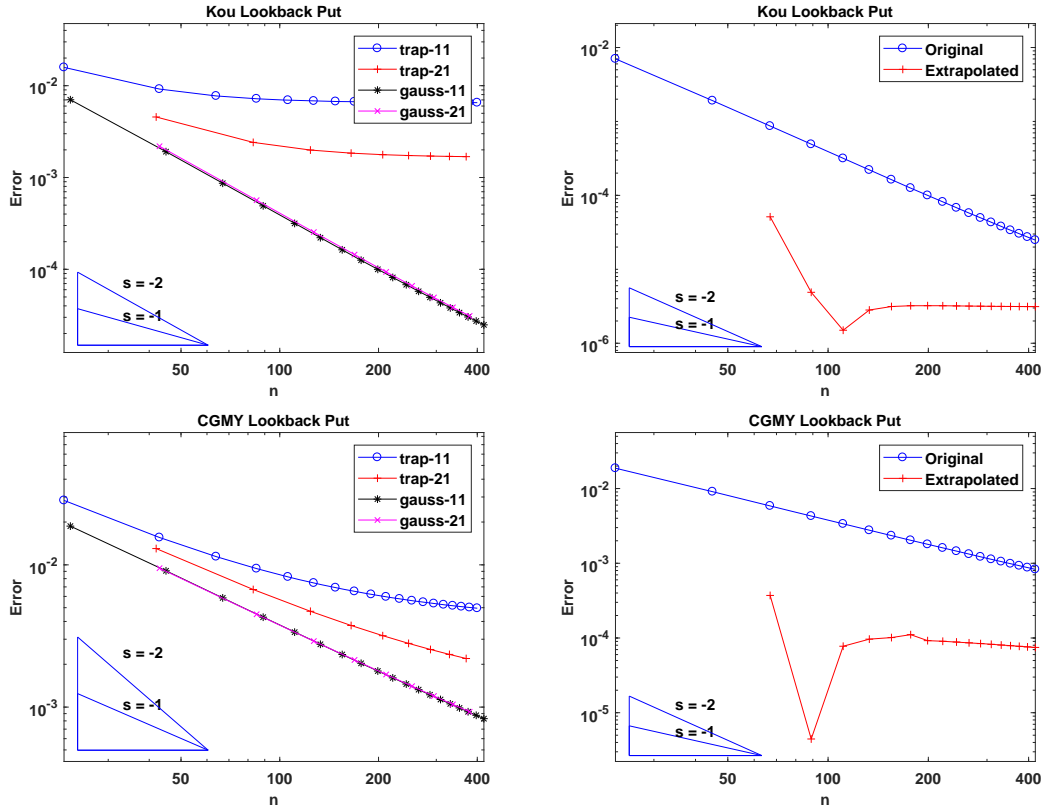 Kou Lookback Put
trap-11
trap-21
gauss-11
gauss-21
10^-2
10^-3
10^-4
Error
s = -2
s = -1
50
100
200
400
n
Kou Lookback Put
Original
Extrapolated
10^-2
10^-4
10^-6
Error
s = -2
s = -1
50
100
200
400
n
CGMY Lookback Put
trap-11
trap-21
gauss-11
gauss-21
10^-2
10^-3
Error
s = -2
s = -1
50
100
200
400
n
CGMY Lookback Put
Original
Extrapolated
10^-2
10^-3
10^-4
10^-5
Error
s = -2
s = -1
50
100
200
400
n